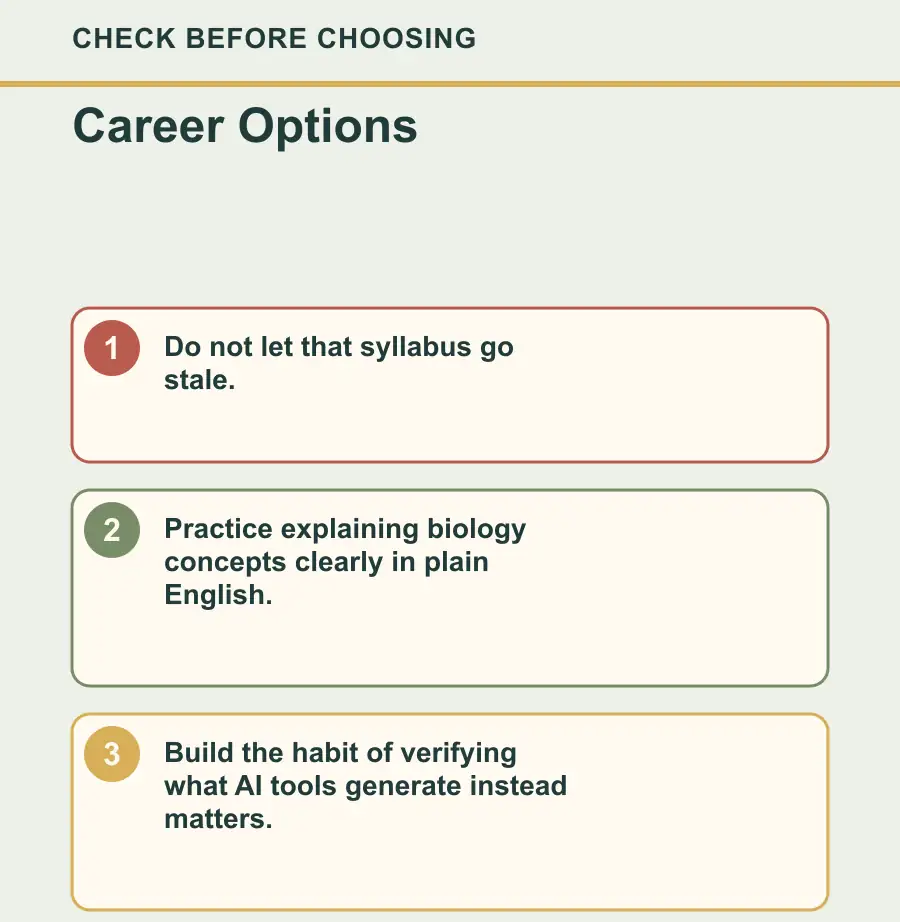 CHECK BEFORE CHOOSING
Career Options
1
Do not let that syllabus go
stale.
2
Practice explaining biology
concepts clearly in plain
English.
3
Build the habit of verifying
what AI tools generate instead
matters.